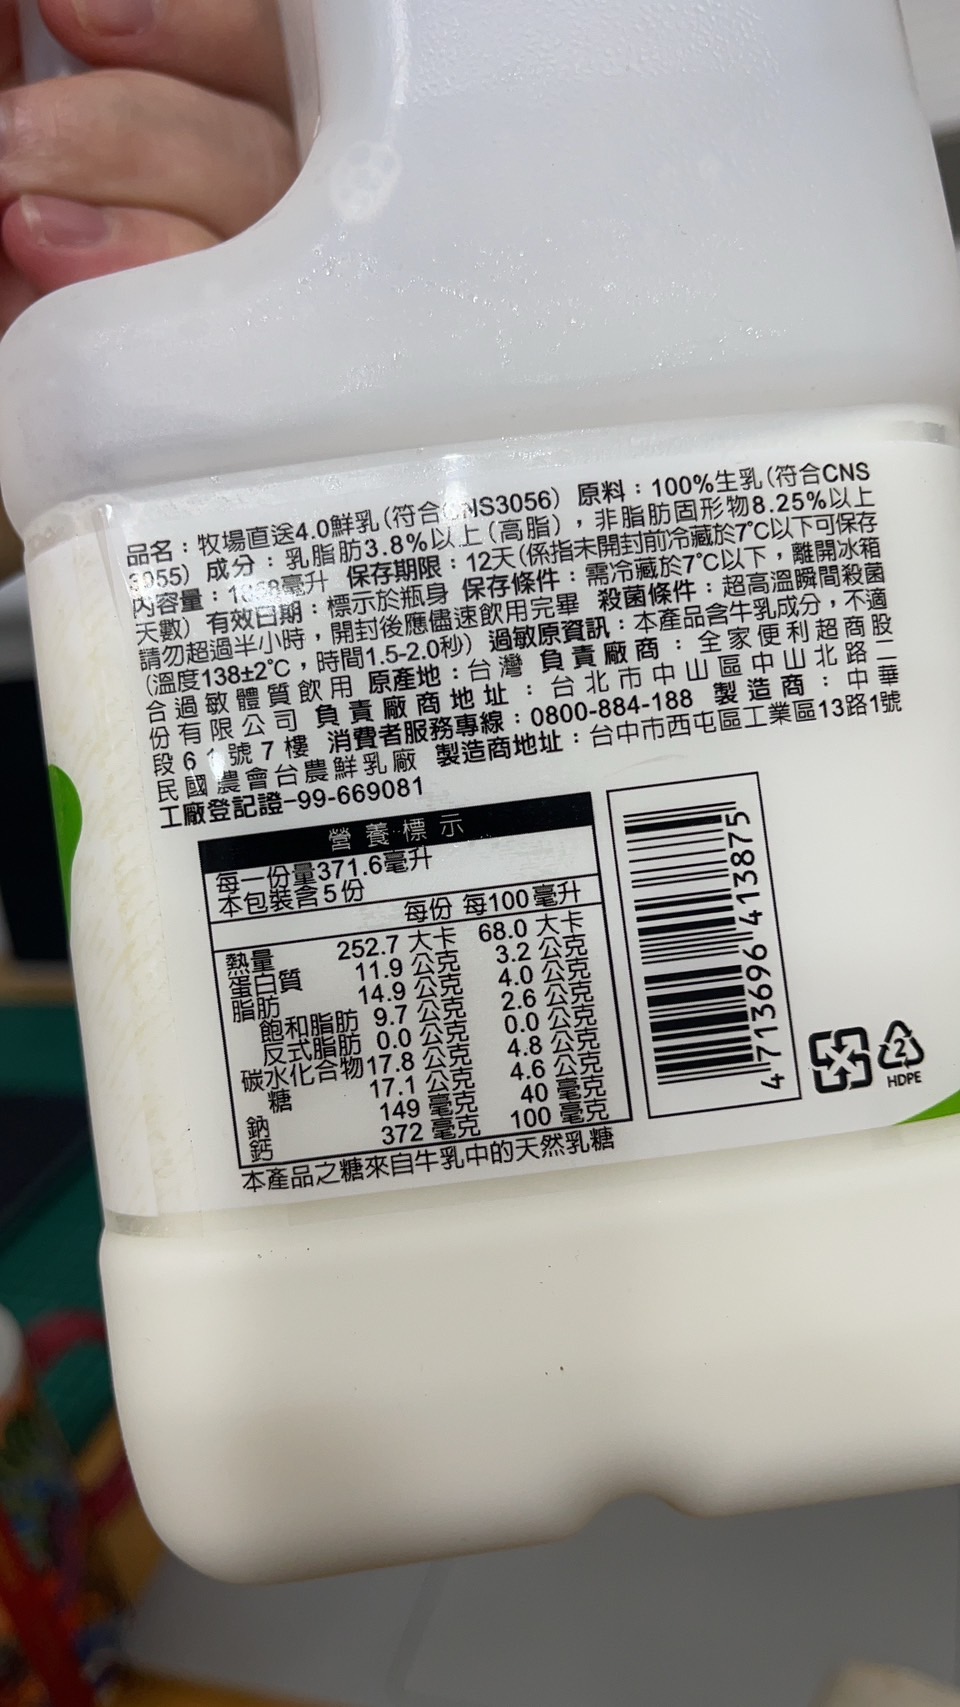 品名：牧場直送4.0鮮乳(符合CNS3056) 原料：100%生乳(符合CNS
3055) 成分：乳脂肪3.8%以上(高脂)，非脂肪固形物8.25%以上
內容量：毫升 保存期限：12天(係指未開封前冷藏於7℃以下可保存
天數) 有效日期：標示於瓶身 保存條件：需冷藏於7℃以下，離開冰箱
請勿超過半小時，開封後應儘速飲用完畢 殺菌條件：超高溫瞬間殺菌
(溫度138±2℃，時間1.5-2.0秒) 過敏原資訊：本產品含牛乳成分，不適
合過敏體質飲用 原產地：台灣 負責廠商：全家便利超商股
份有限公司 負責廠商地址：台北市中山區中山北路二
段61號7樓 消費者服務專線：0800-884-188 製造商：中華
民國農會台農鮮乳廠 製造商地址：台中市西屯區工業區13路1號
工廠登記證-99-669081
營養標示
每一份量371.6毫升
本包裝含5份
每份 每100毫升
熱量 252.7 大卡 68.0 大卡
蛋白質 11.9 公克 3.2 公克
脂肪 14.9 公克 4.0 公克
飽和脂肪 9.7 公克 2.6 公克
反式脂肪 0.0 公克 0.0 公克
碳水化合物 17.8 公克 4.8 公克
糖 17.1 公克 4.6 公克
鈉 149 毫克 40 毫克
鈣 372 毫克 100 毫克
本產品之糖來自牛乳中的天然乳糖
4 713696 413875
2
HDPE